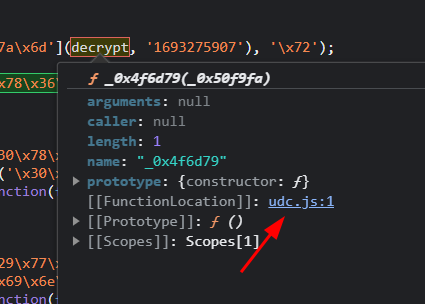 7a\x6d'](decrypt, '1693275907'), '\x72');
x78\x36
ƒ _0x4f6d79(_0x50f9fa)
arguments: null
caller: null
length: 1
name: "_0x4f6d79"
prototype: {constructor: ƒ}
[[FunctionLocation]]: udc.js:1
[[Prototype]]: ƒ ()
[[Scopes]]: Scopes[1]
30\x78\x
('\x30\x
nction(
29\x77\x
x69\x6e
nction(